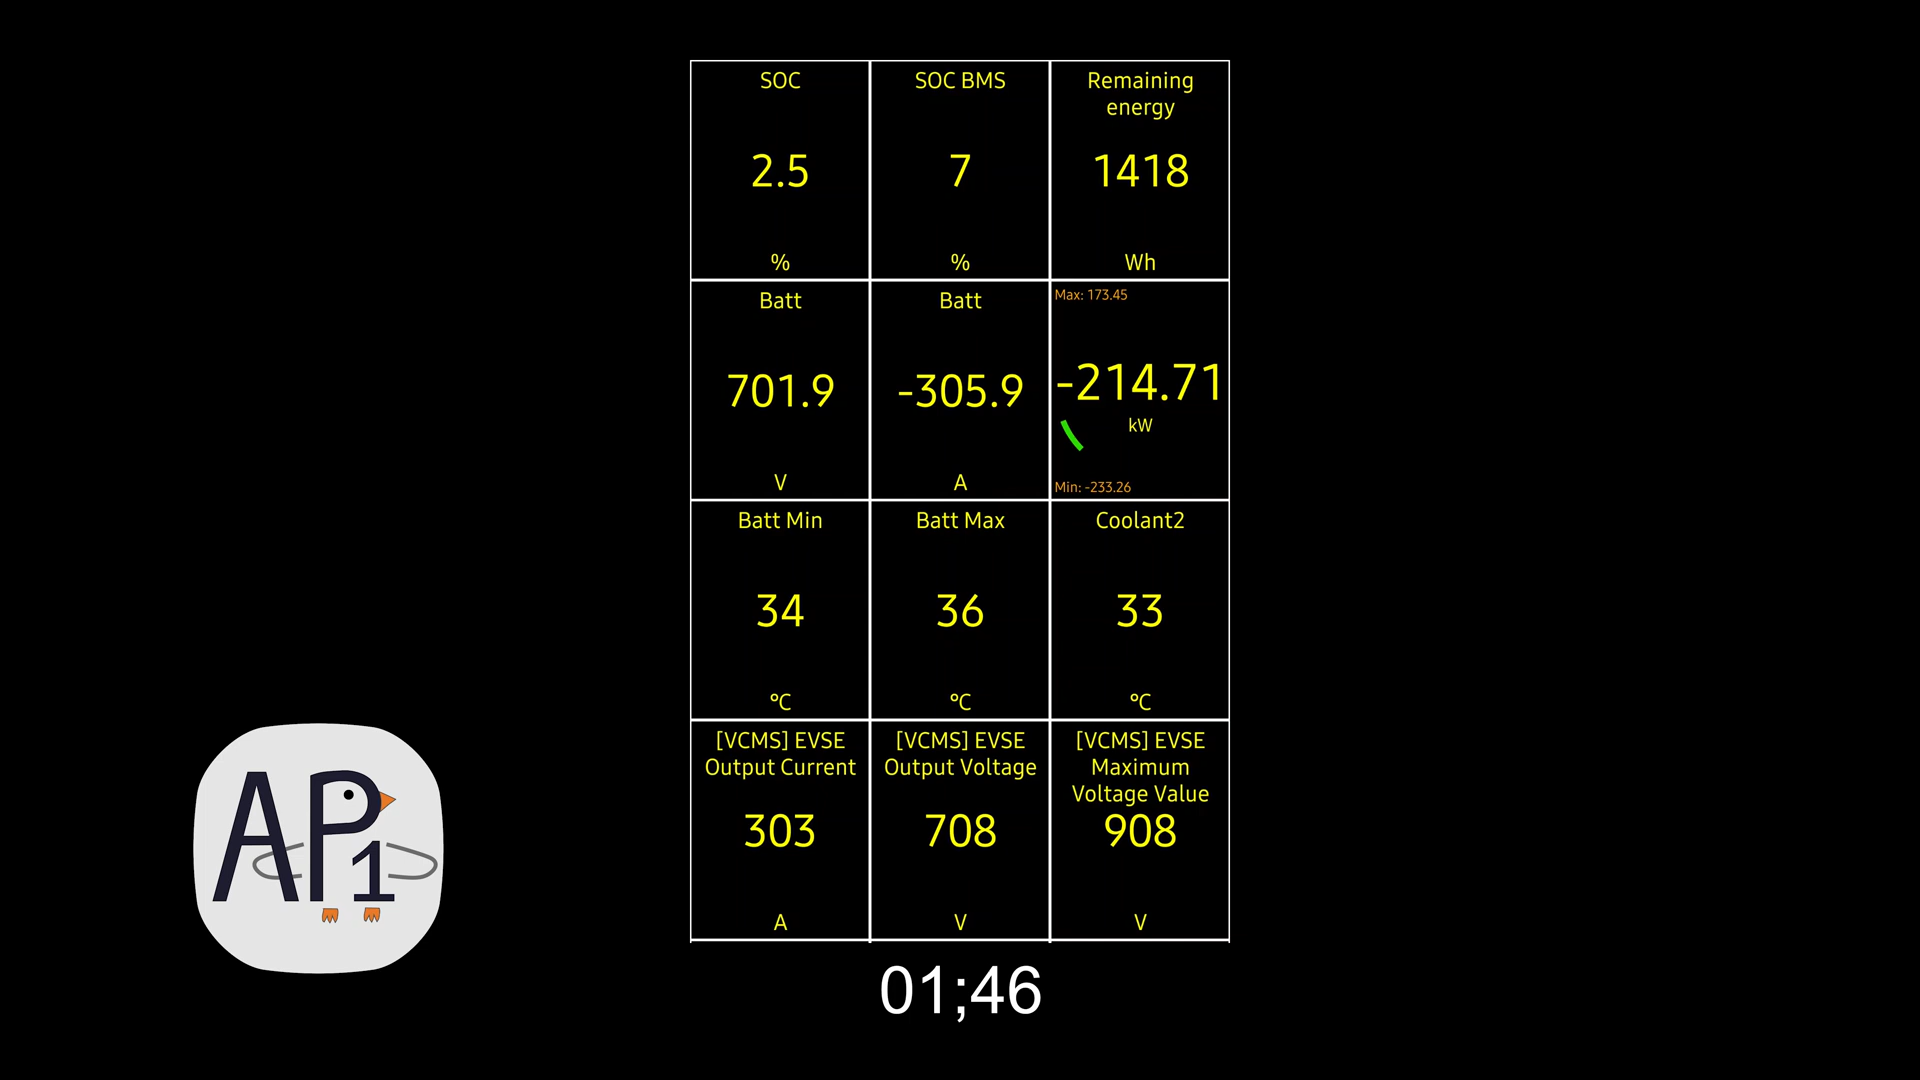 SOC
SOC BMS
Remaining
energy
2.5
7
1418
%
%
Wh
Batt
Batt
Max: 173.45
701.9
-305.9
-214.71
kW
V
A
Min: -233.26
Batt Min
Batt Max
Coolant2
34
36
33
°C
°C
°C
[VCMS] EVSE
Output Current
[VCMS] EVSE
Output Voltage
[VCMS] EVSE
Maximum
Voltage Value
303
708
908
A
V
V
AP1
01;46